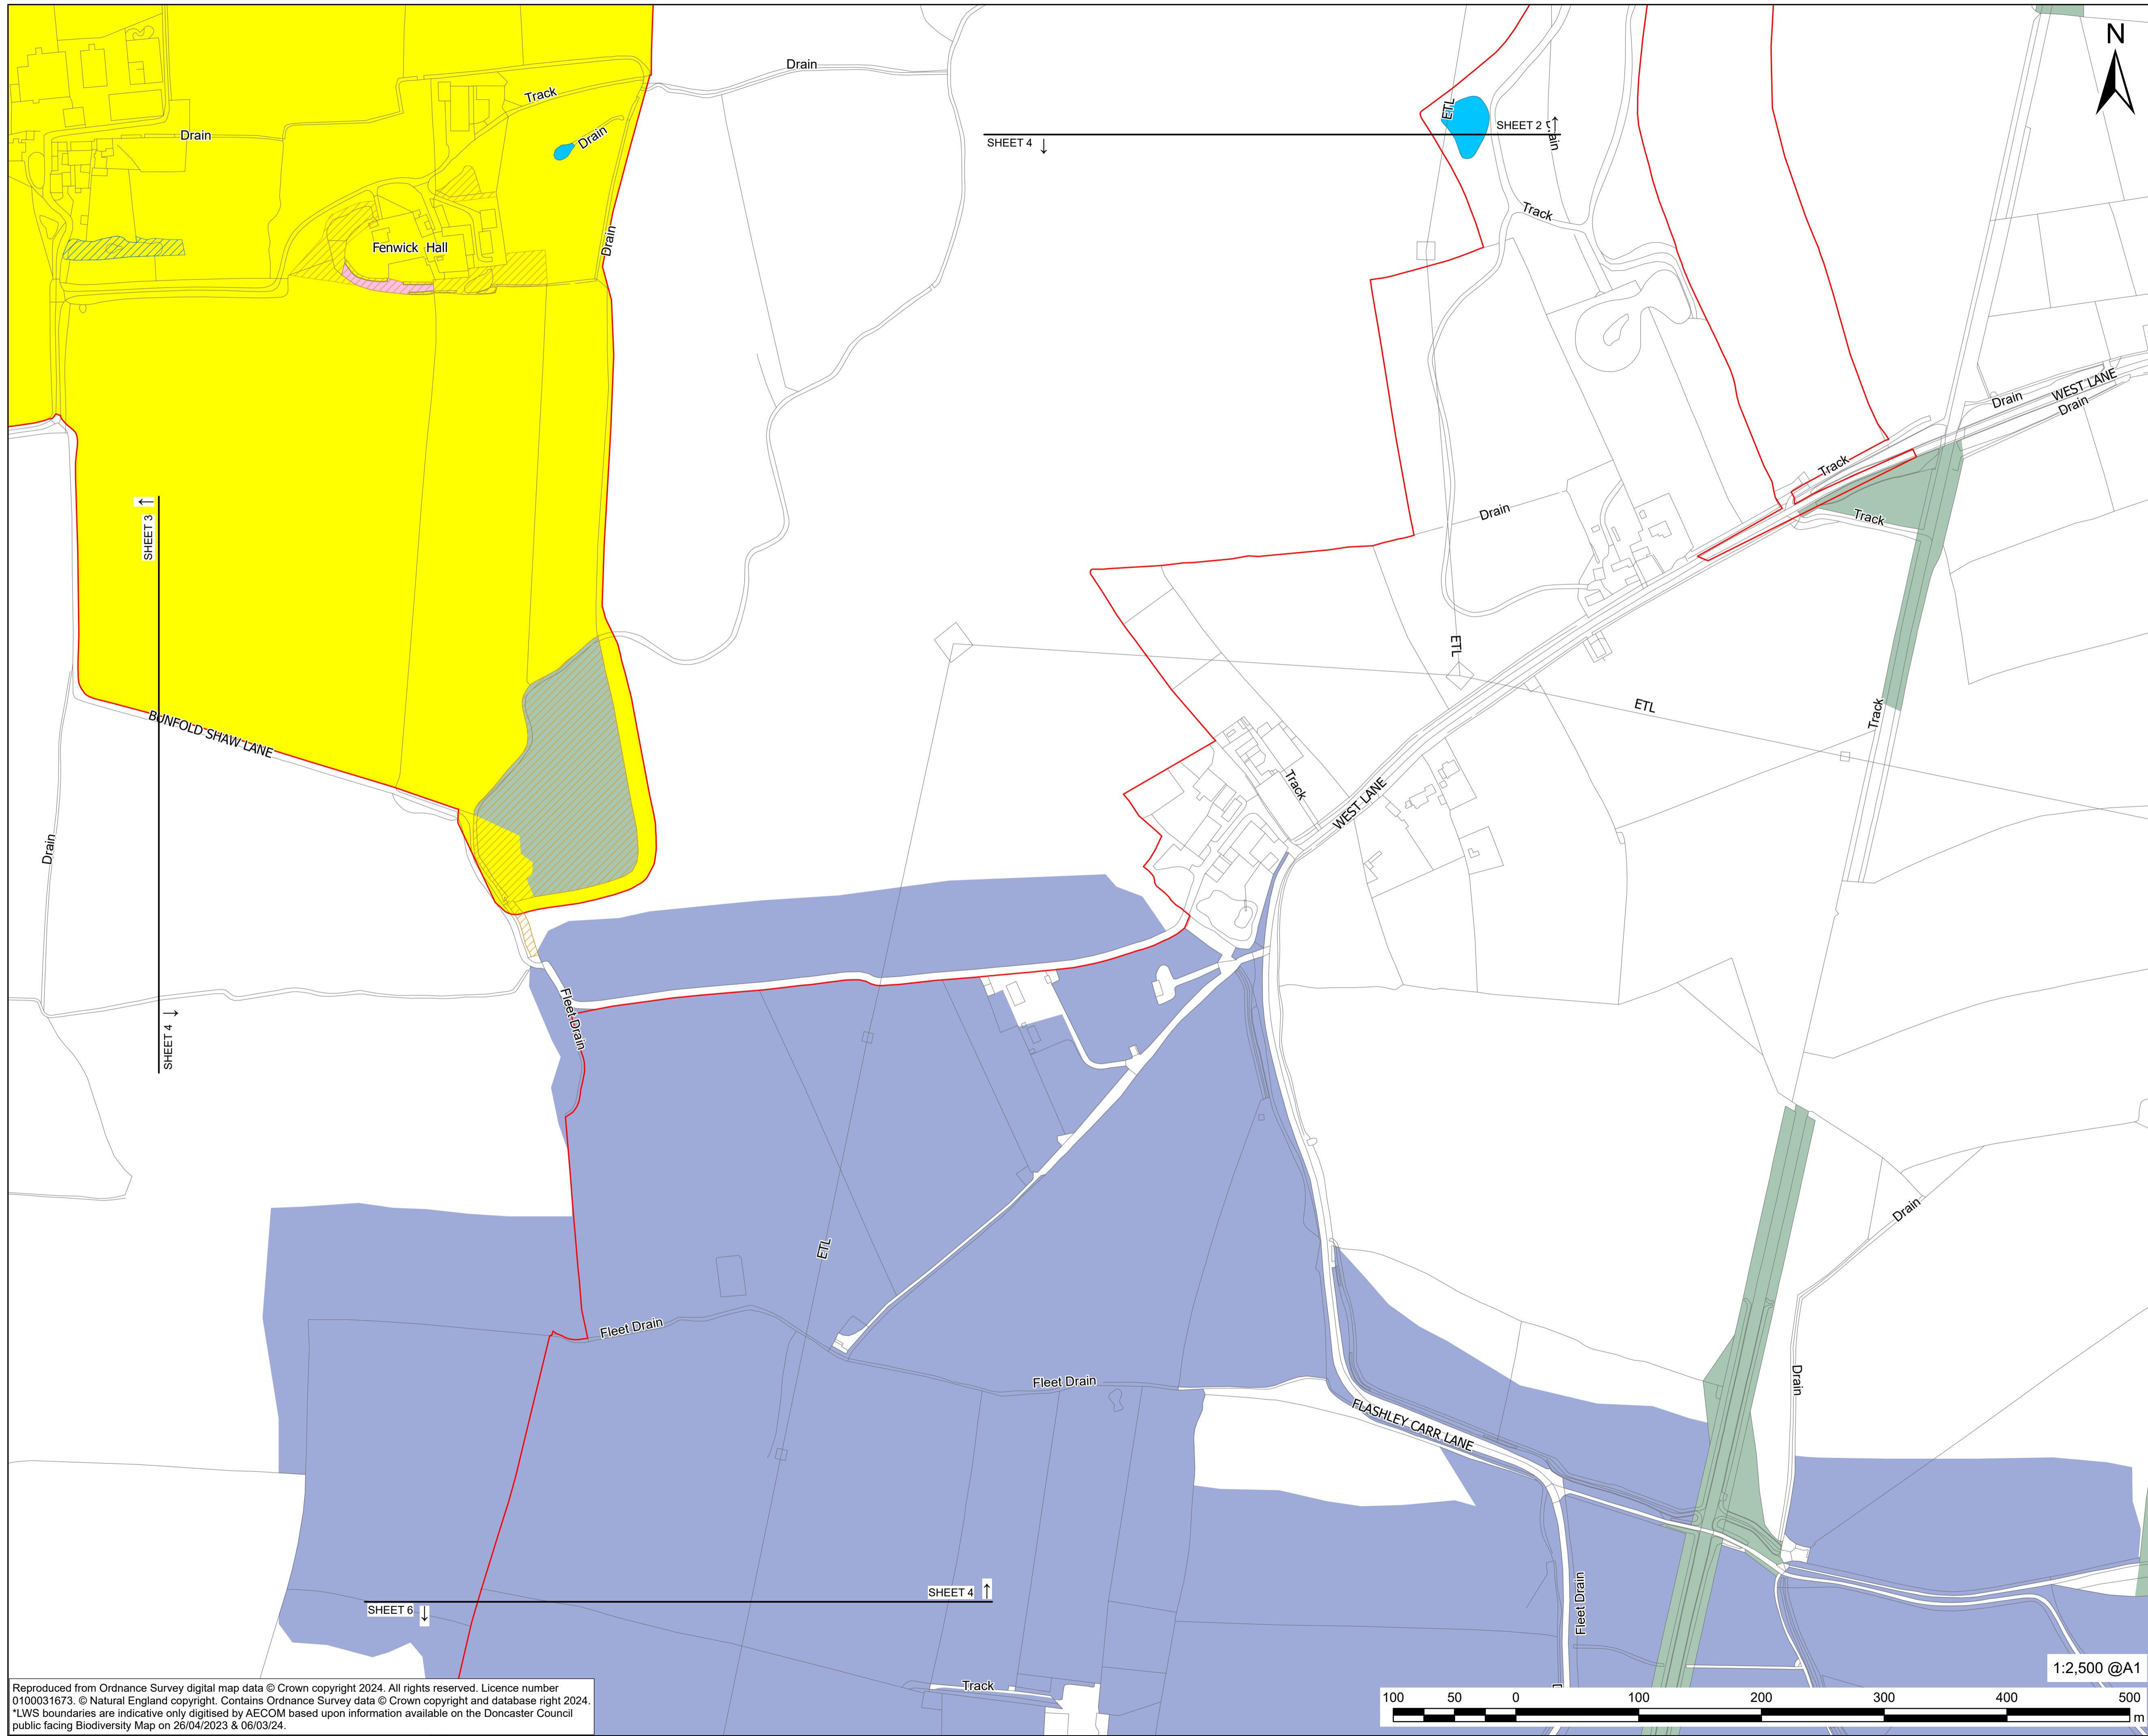 N
Drain
Track
Drain
Drain
ETL
SHEET 2 ↑
SHEET 4 ↓
Drain
Track
Fenwick Hall
Drain
WEST LANE
Drain
Drain
Track
Track
Drain
SHEET 3
ETL
ETL
Track
BUNFOLD SHAW LANE
Track
WEST LANE
Drain
Fleet Drain
SHEET 4
Drain
ETL
Fleet Drain
Fleet Drain
Drain
FLASHLEY CARR LANE
Fleet Drain
SHEET 4 ↑
SHEET 6 ↓
Track
1:2,500 @A1
100 50 0 100 200 300 400 500
m
Reproduced from Ordnance Survey digital map data © Crown copyright 2024. All rights reserved. Licence number
0100031673. © Natural England copyright. Contains Ordnance Survey data © Crown copyright and database right 2024.
*LWS boundaries are indicative only digitised by AECOM based upon information available on the Doncaster Council
public facing Biodiversity Map on 26/04/2023 & 06/03/24.